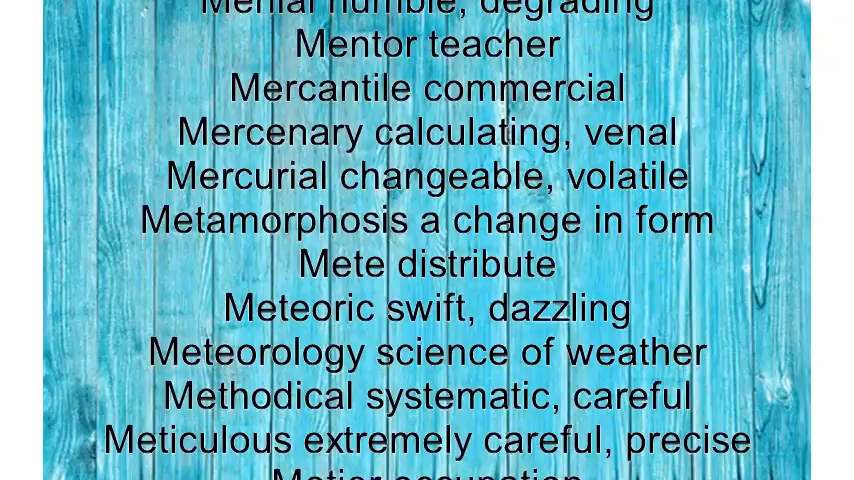 Menial humble, degrading
Mentor teacher
Mercantile commercial
Mercenary calculating, venal
Mercurial changeable, volatile
Metamorphosis a change in form
Mete distribute
Meteoric swift, dazzling
Meteorology science of weather
Methodical systematic, careful
Meticulous extremely careful, precise
Metier occupation